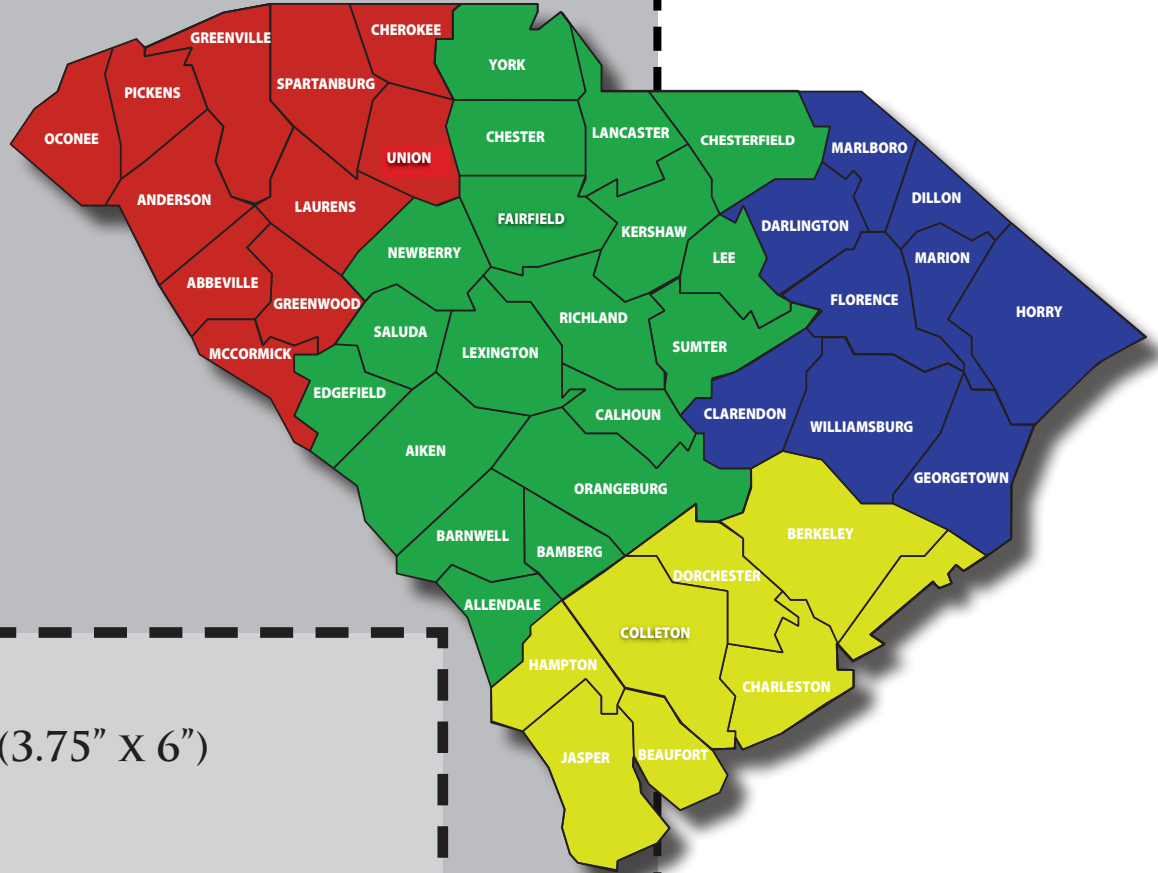 CHEROKEE
GREENVILLE
YORK
SPARTANBURG
PICKENS
LANCASTER
CHESTER
OCONEE
CHESTERFIELD
MARLBORO
UNION
DILLON
ANDERSON
LAURENS
FAIRFIELD
DARLINGTON
KERSHAW
NEWBERRY
LEE
MARION
ABBEVILLE
FLORENCE
GREENWOOD
HORRY
RICHLAND
SALUDA
SUMTER
LEXINGTON
MCCORMICK
EDGEFIELD
CALHOUN
CLARENDON
WILLIAMSBURG
AIKEN
GEORGETOWN
ORANGEBURG
BERKELEY
BARNWELL
BAMBERG
DORCHESTER
ALLENDALE
COLLETON
HAMPTON
CHARLESTON
(3.75” X 6”)
JASPER
BEAUFORT